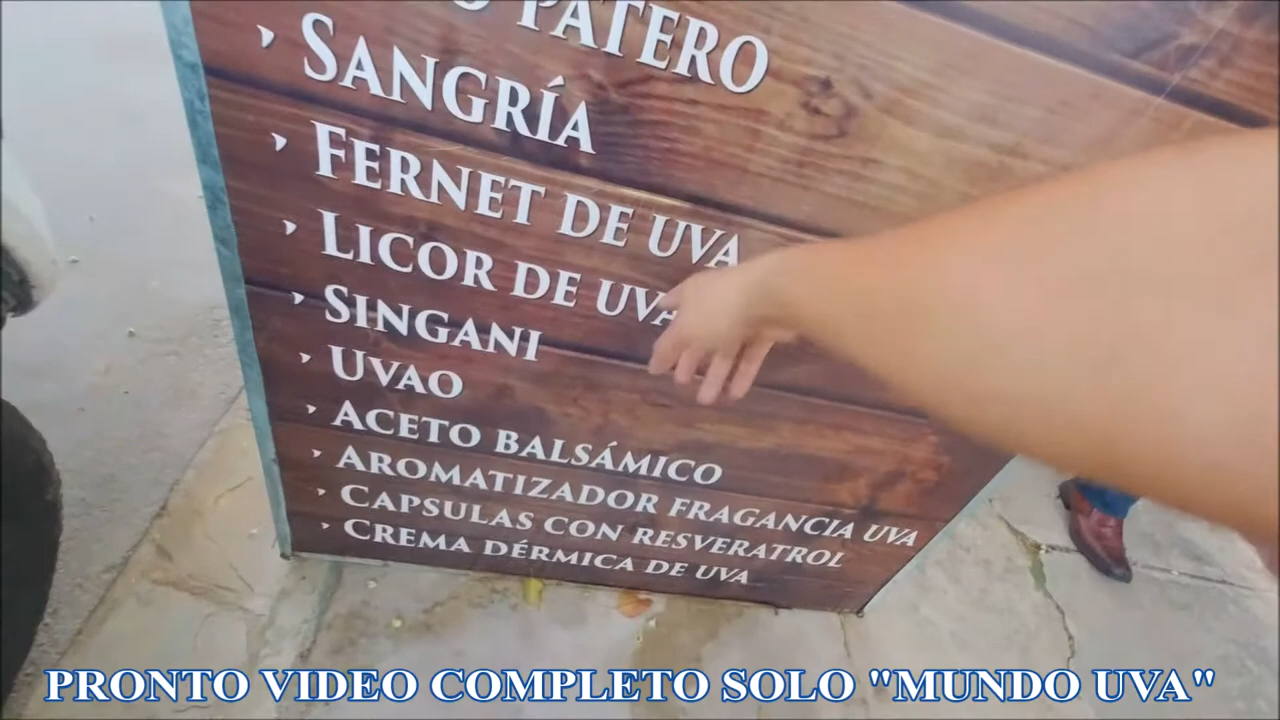 PATERO
SANGRÍA
FERNET DE UVA
LICOR DE UVA
SINGANI
UVAO
ACETO BALSÁMICO
AROMATIZADOR FRAGANCIA UVA
CAPSULAS CON RESVERATROL
CREMA DÉRMICA DE UVA
PRONTO VIDEO COMPLETO SOLO "MUNDO UVA"